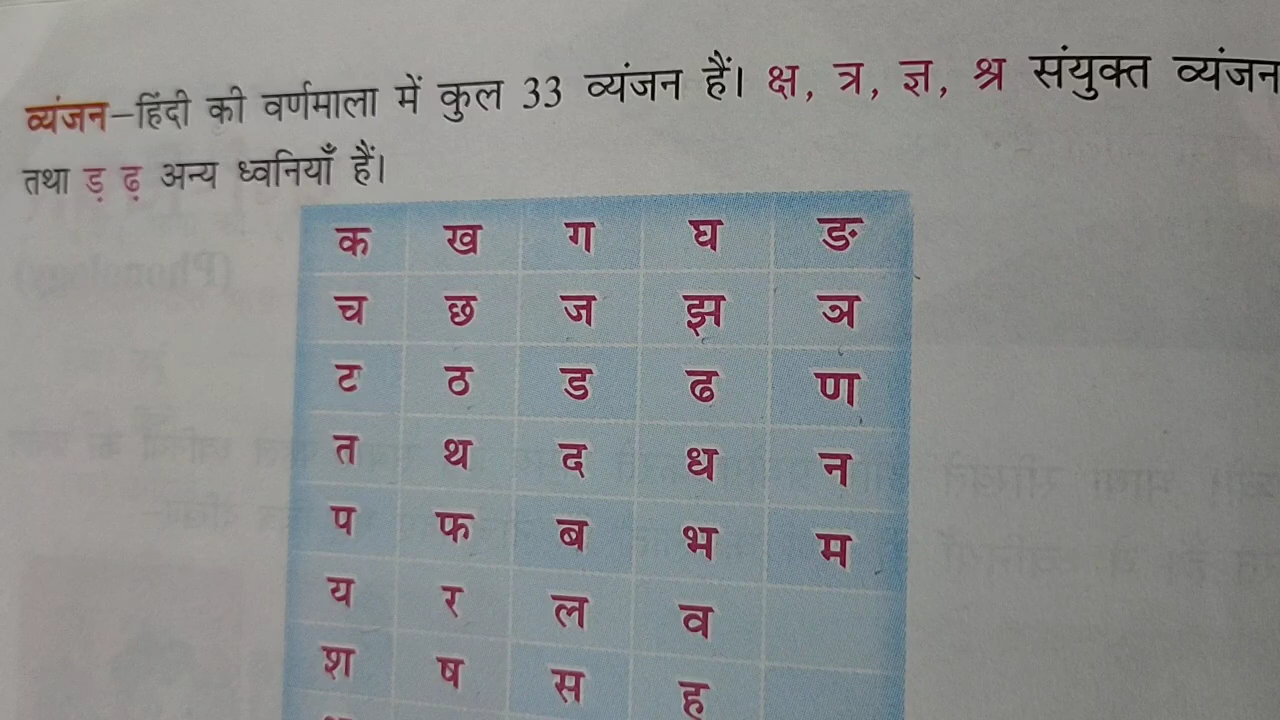 व्यंजन–हिंदी की वर्णमाला में कुल 33 व्यंजन हैं। क्ष, त्र, ज्ञ, श्र संयुक्त व्यंजन
तथा ड़ ढ़ अन्य ध्वनियाँ हैं।
क ख ग घ ङ
च छ ज झ ञ
ट ठ ड ढ ण
त थ द ध न
प फ ब भ म
य र ल व
श ष स ह